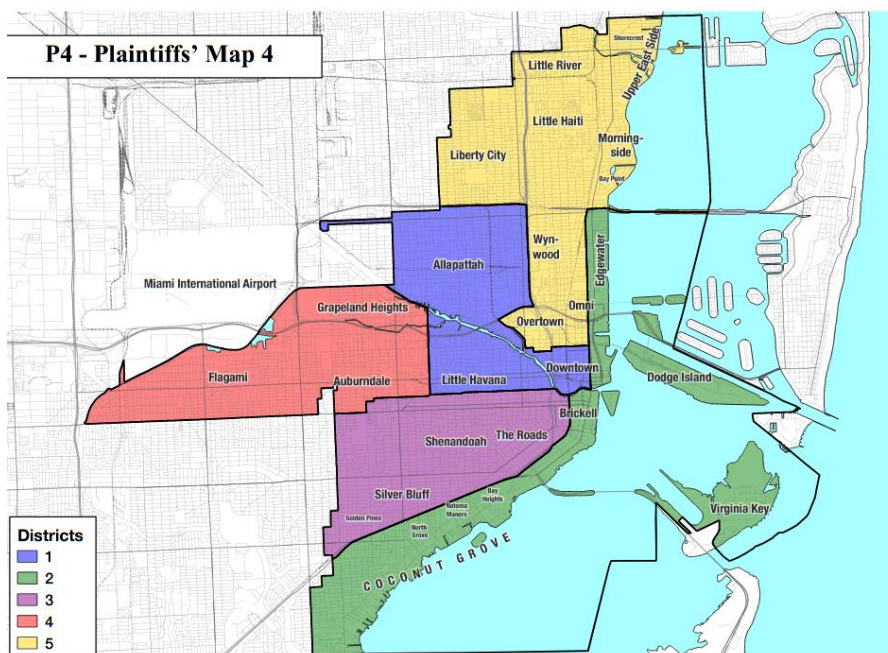 P4 - Plaintiffs' Map 4
Shorecrest
Upper East Side
Little River
Little Haiti
Morning-
side
Liberty City
Bay Point
Wyn-
wood
Edgewater
Allapattah
Miami International Airport
Grapeland Heights
Omni
Overtown
Downtown
Flagami
Auburndale
Little Havana
Dodge Island
Brickell
Shenandoah
The Roads
Silver Bluff
Bay
Heights
Natoma
Manors
Virginia Key
Golden Pines
North
Grove
COCONUT GROVE
Districts
1
2
3
4
5